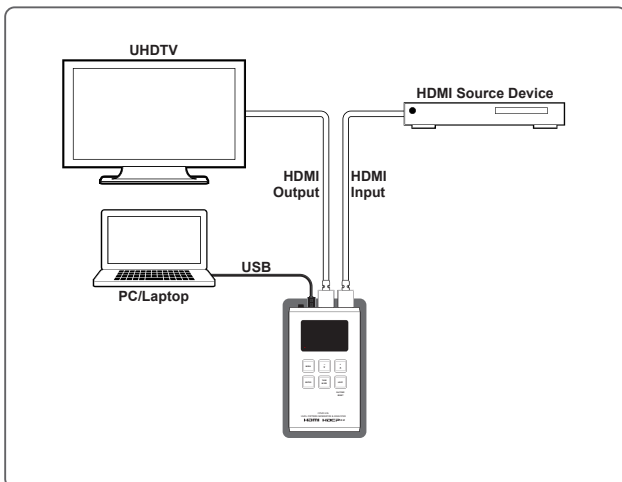 UHDTV
HDMI Source Device
HDMI
Output
HDMI
Input
USB
PC/Laptop
HDMI HDCP